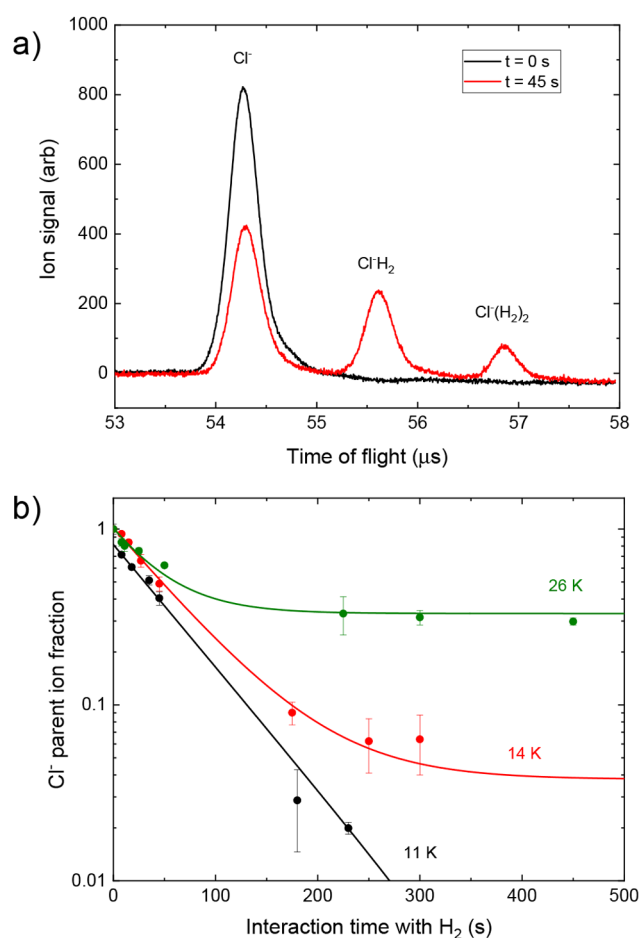 a)
1000
800
600
400
200
0
-100
Ion signal (arb)
Cl⁻
t = 0 s
t = 45 s
Cl⁻H₂
Cl⁻(H₂)₂
53 54 55 56 57 58
Time of flight (μs)
b)
1
0.1
0.01
Cl⁻ parent ion fraction
26 K
14 K
11 K
0 100 200 300 400 500
Interaction time with H₂ (s)